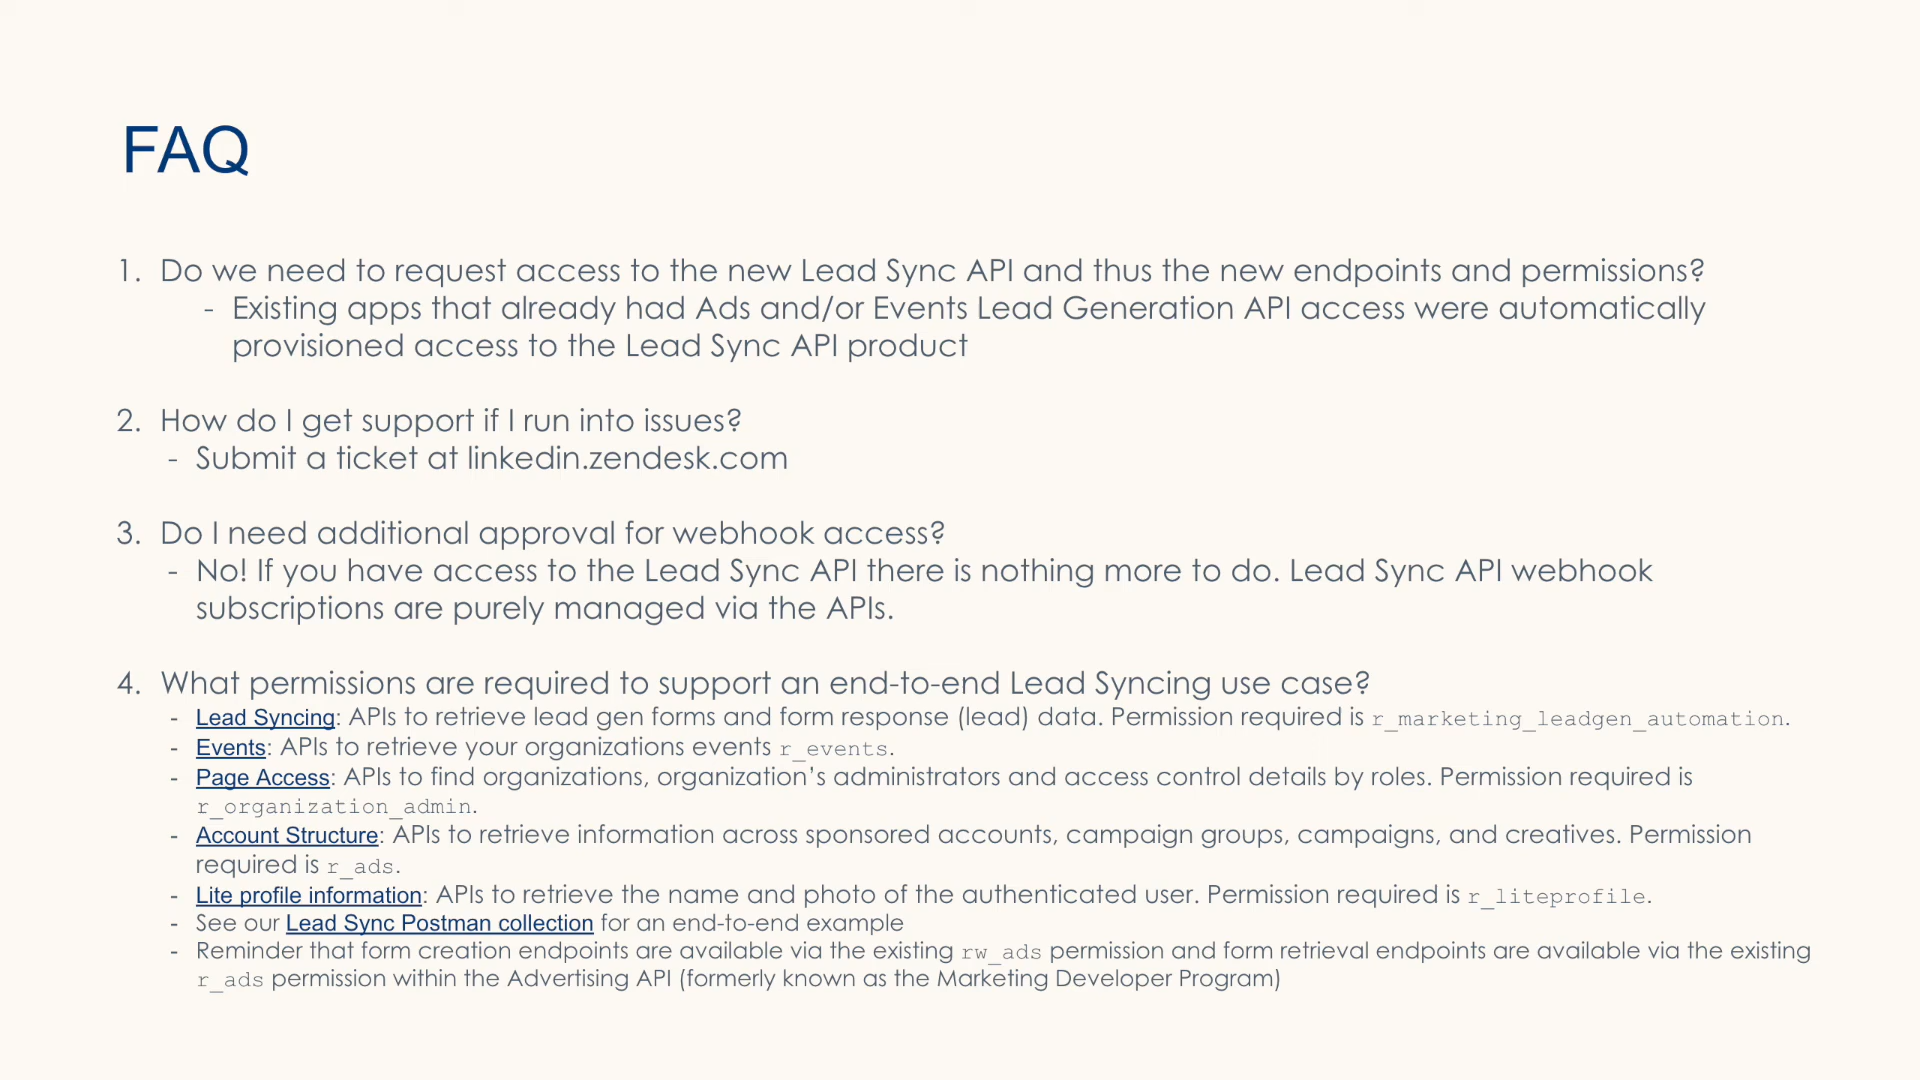 FAQ
1. Do we need to request access to the new Lead Sync API and thus the new endpoints and permissions?
- Existing apps that already had Ads and/or Events Lead Generation API access were automatically
provisioned access to the Lead Sync API product
2. How do I get support if I run into issues?
- Submit a ticket at linkedin.zendesk.com
3. Do I need additional approval for webhook access?
- No! If you have access to the Lead Sync API there is nothing more to do. Lead Sync API webhook
subscriptions are purely managed via the APIs.
4. What permissions are required to support an end-to-end Lead Syncing use case?
- Lead Syncing: APIs to retrieve lead gen forms and form response (lead) data. Permission required is r_marketing_leadgen_automation.
- Events: APIs to retrieve your organizations events r_events.
- Page Access: APIs to find organizations, organization’s administrators and access control details by roles. Permission required is
r_organization_admin.
- Account Structure: APIs to retrieve information across sponsored accounts, campaign groups, campaigns, and creatives. Permission
required is r_ads.
- Lite profile information: APIs to retrieve the name and photo of the authenticated user. Permission required is r_liteprofile.
- See our Lead Sync Postman collection for an end-to-end example
- Reminder that form creation endpoints are available via the existing rw_ads permission and form retrieval endpoints are available via the existing
r_ads permission within the Advertising API (formerly known as the Marketing Developer Program)